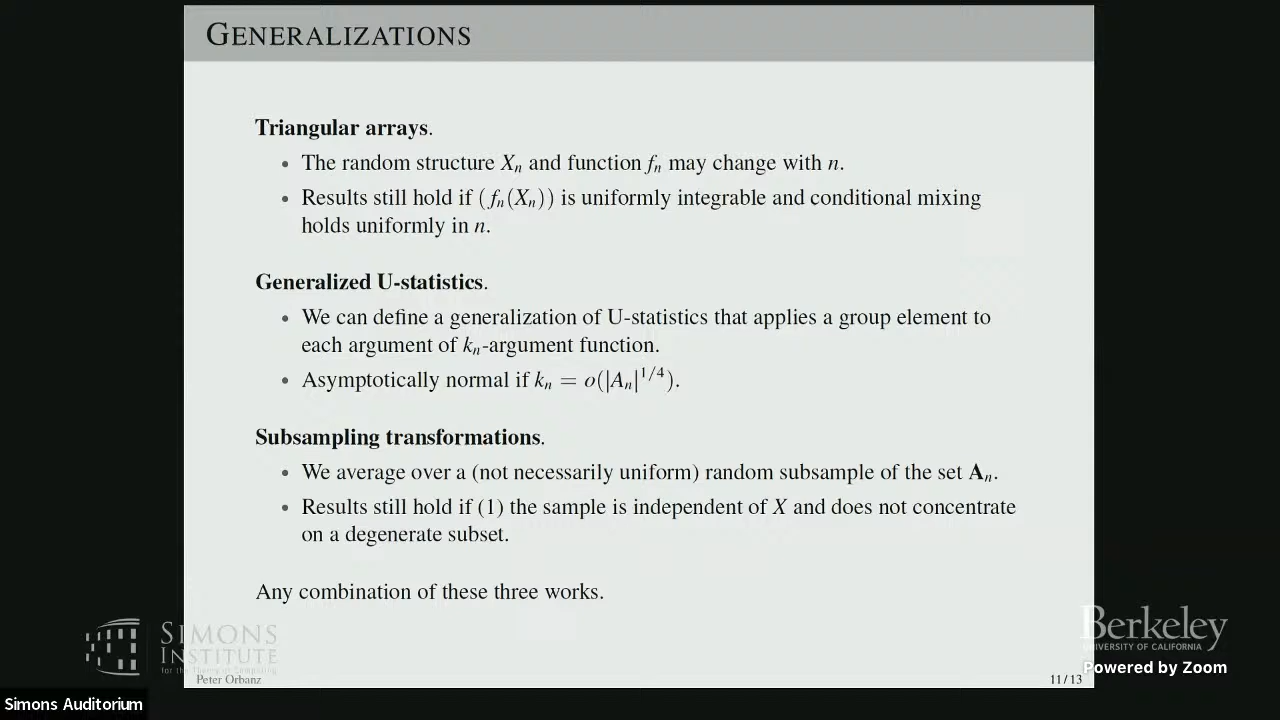 GENERALIZATIONS
Triangular arrays.
• The random structure Xₙ and function fₙ may change with n.
• Results still hold if (fₙ(Xₙ)) is uniformly integrable and conditional mixing
holds uniformly in n.
Generalized U-statistics.
• We can define a generalization of U-statistics that applies a group element to
each argument of kₙ-argument function.
• Asymptotically normal if kₙ = o(|Aₙ|^{1/4}).
Subsampling transformations.
• We average over a (not necessarily uniform) random subsample of the set Aₙ.
• Results still hold if (1) the sample is independent of X and does not concentrate
on a degenerate subset.
Any combination of these three works.
SIMONS
INSTITUTE
for the Theory of Computing
Peter Orbanz
11 / 13
Berkeley
UNIVERSITY OF CALIFORNIA
Powered by Zoom
Simons Auditorium